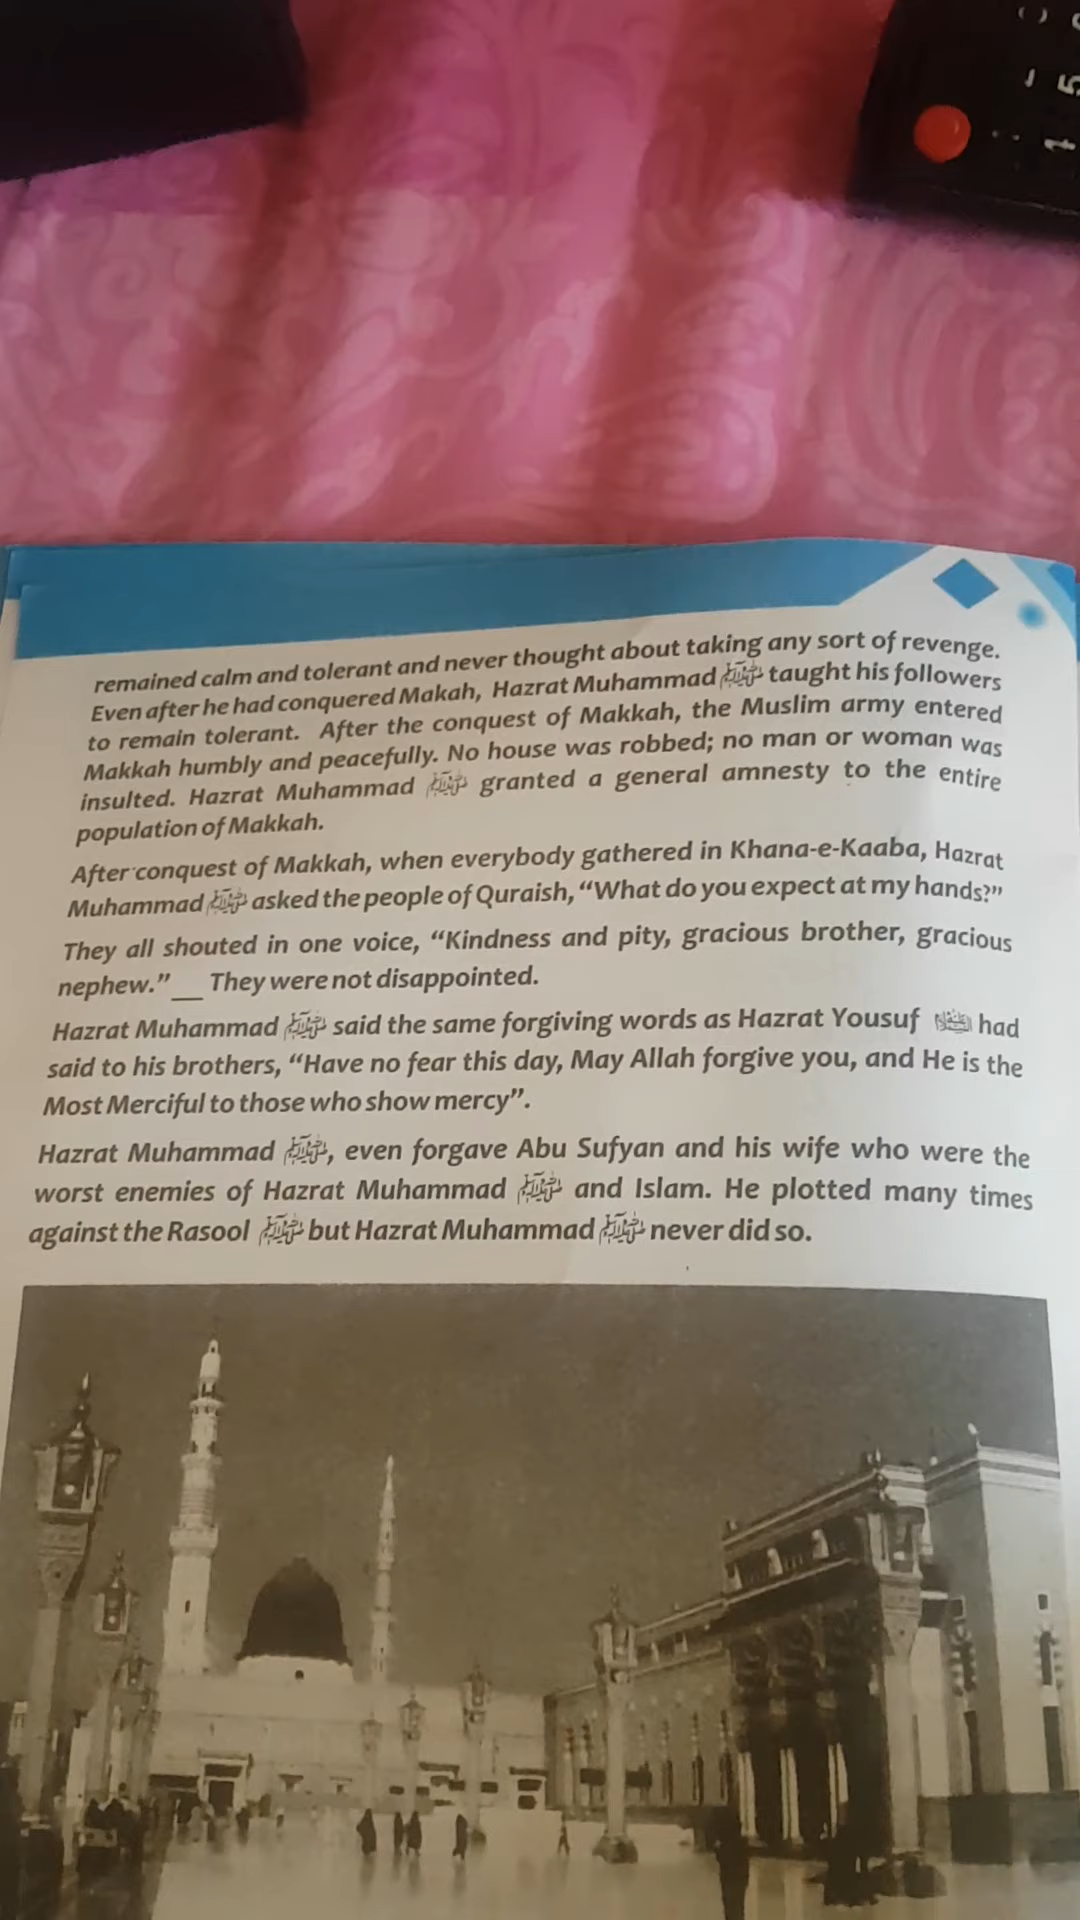 remained calm and tolerant and never thought about taking any sort of revenge.
Even after he had conquered Makah, Hazrat Muhammad ﷺ taught his followers
to remain tolerant. After the conquest of Makkah, the Muslim army entered
Makkah humbly and peacefully. No house was robbed; no man or woman was
insulted. Hazrat Muhammad ﷺ granted a general amnesty to the entire
population of Makkah.
After conquest of Makkah, when everybody gathered in Khana-e-Kaaba, Hazrat
Muhammad ﷺ asked the people of Quraish, “What do you expect at my hands?”
They all shouted in one voice, “Kindness and pity, gracious brother, gracious
nephew.”__ They were not disappointed.
Hazrat Muhammad ﷺ said the same forgiving words as Hazrat Yousuf had
said to his brothers, “Have no fear this day, May Allah forgive you, and He is the
Most Merciful to those who show mercy”.
Hazrat Muhammad ﷺ, even forgave Abu Sufyan and his wife who were the
worst enemies of Hazrat Muhammad ﷺ and Islam. He plotted many times
against the Rasool ﷺ but Hazrat Muhammad ﷺ never did so.